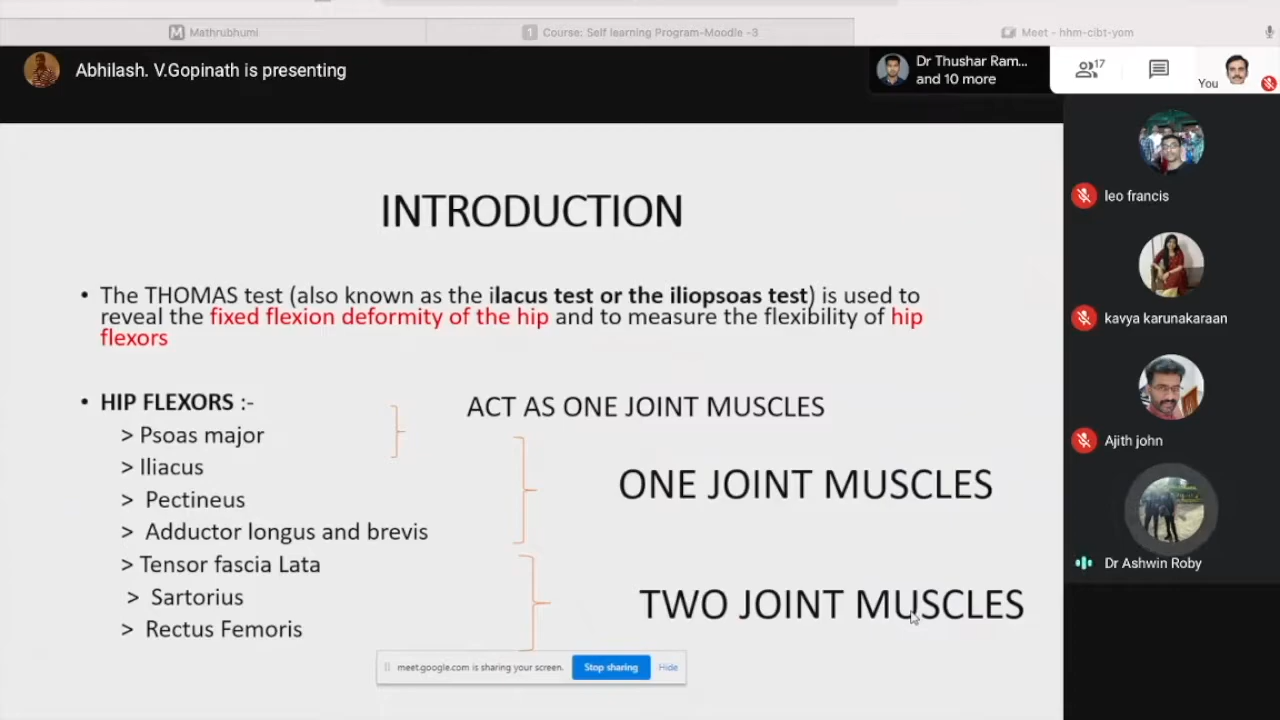 Mathrubhumi
1 Course: Self learning Program-Moodle -3
Meet - hhm-cibt-yom
Abhilash. V.Gopinath is presenting
Dr Thushar Ram...
and 10 more
17
You
INTRODUCTION
• The THOMAS test (also known as the ilacus test or the iliopsoas test) is used to
reveal the fixed flexion deformity of the hip and to measure the flexibility of hip
flexors
• HIP FLEXORS :-
ACT AS ONE JOINT MUSCLES
> Psoas major
> Iliacus
ONE JOINT MUSCLES
> Pectineus
> Adductor longus and brevis
> Tensor fascia Lata
> Sartorius
TWO JOINT MUSCLES
> Rectus Femoris
meet.google.com is sharing your screen.
Stop sharing
Hide
leo francis
kavya karunakaraan
Ajith john
Dr Ashwin Roby